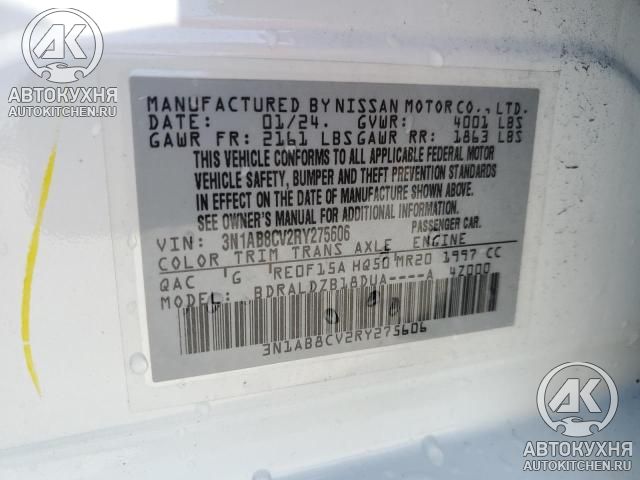 AK
АВТОКУХНЯ
AUTOKITCHEN.RU
MANUFACTURED BY NISSAN MOTOR CO., LTD.
DATE: 01/24. GVWR: 4001 LBS
GAWR FR: 2161 LBS GAWR RR: 1863 LBS
THIS VEHICLE CONFORMS TO ALL APPLICABLE FEDERAL MOTOR
VEHICLE SAFETY, BUMPER AND THEFT PREVENTION STANDARDS
IN EFFECT ON THE DATE OF MANUFACTURE SHOWN ABOVE.
SEE OWNER'S MANUAL FOR ADDITIONAL INFORMATION.
VIN: 3N1AB8CV2RY275606 PASSENGER CAR.
COLOR TRIM TRANS AXLE ENGINE
QAC G RE0F15A HQ50 MR20 1997 CC
MODEL: BDRALDZB18DUA----A 47000
3N1AB8CV2RY275606
AK
АВТОКУХНЯ
AUTOKITCHEN.RU